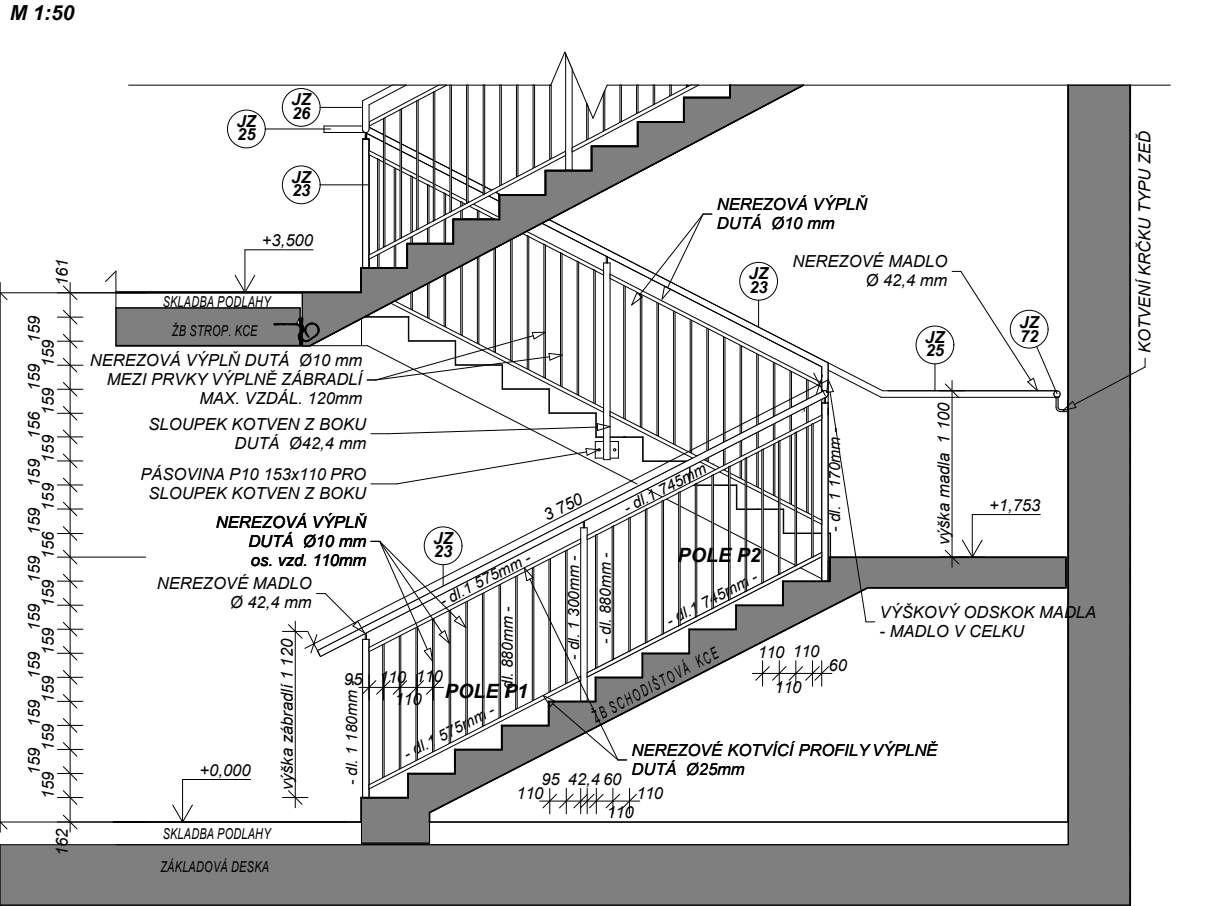 M 1:50
JZ
26
JZ
25
JZ
23
+3,500
NEREZOVÁ VÝPLŇ
DUTÁ Ø10 mm
NEREZOVÉ MADLO
Ø 42,4 mm
JZ
23
JZ
25
JZ
72
KOTVENÍ KRČKU TYPU ZEĎ
SKLADBA PODLAHY
ŽB STROP. KCE
NEREZOVÁ VÝPLŇ DUTÁ Ø10 mm
MEZI PRVKY VÝPLNĚ ZÁBRADLÍ
MAX. VZDÁL. 120mm
SLOUPEK KOTVEN Z BOKU
DUTÁ Ø42,4 mm
PÁSOVINA P10 153x110 PRO
SLOUPEK KOTVEN Z BOKU
NEREZOVÁ VÝPLŇ
DUTÁ Ø10 mm
os. vzd. 110mm
JZ
23
NEREZOVÉ MADLO
Ø 42,4 mm
3 750
- dl.1 745mm -
- dl. 1 170mm -
výška madla 1 100
+1,753
POLE P2
dl.1 575mm -
- dl. 1 300mm -
- dl. 880mm -
- dl.1 745mm -
VÝŠKOVÝ ODSKOK MADLA
- MADLO V CELKU
dl. 880mm -
110
110
60
110
95
110
110
110
POLE P1
ŽB SCHODIŠTOVÁ KCE
výška zábradlí 1 120
- dl. 1 180mm -
- dl.1 575mm -
NEREZOVÉ KOTVÍCÍ PROFILY VÝPLNĚ
DUTÁ Ø25mm
+0,000
95
42,4
60
110
110
110
161
159
159
159
159
159
156
159
159
159
159
156
159
159
159
159
159
159
159
159
159
159
162
SKLADBA PODLAHY
ZÁKLADOVÁ DESKA